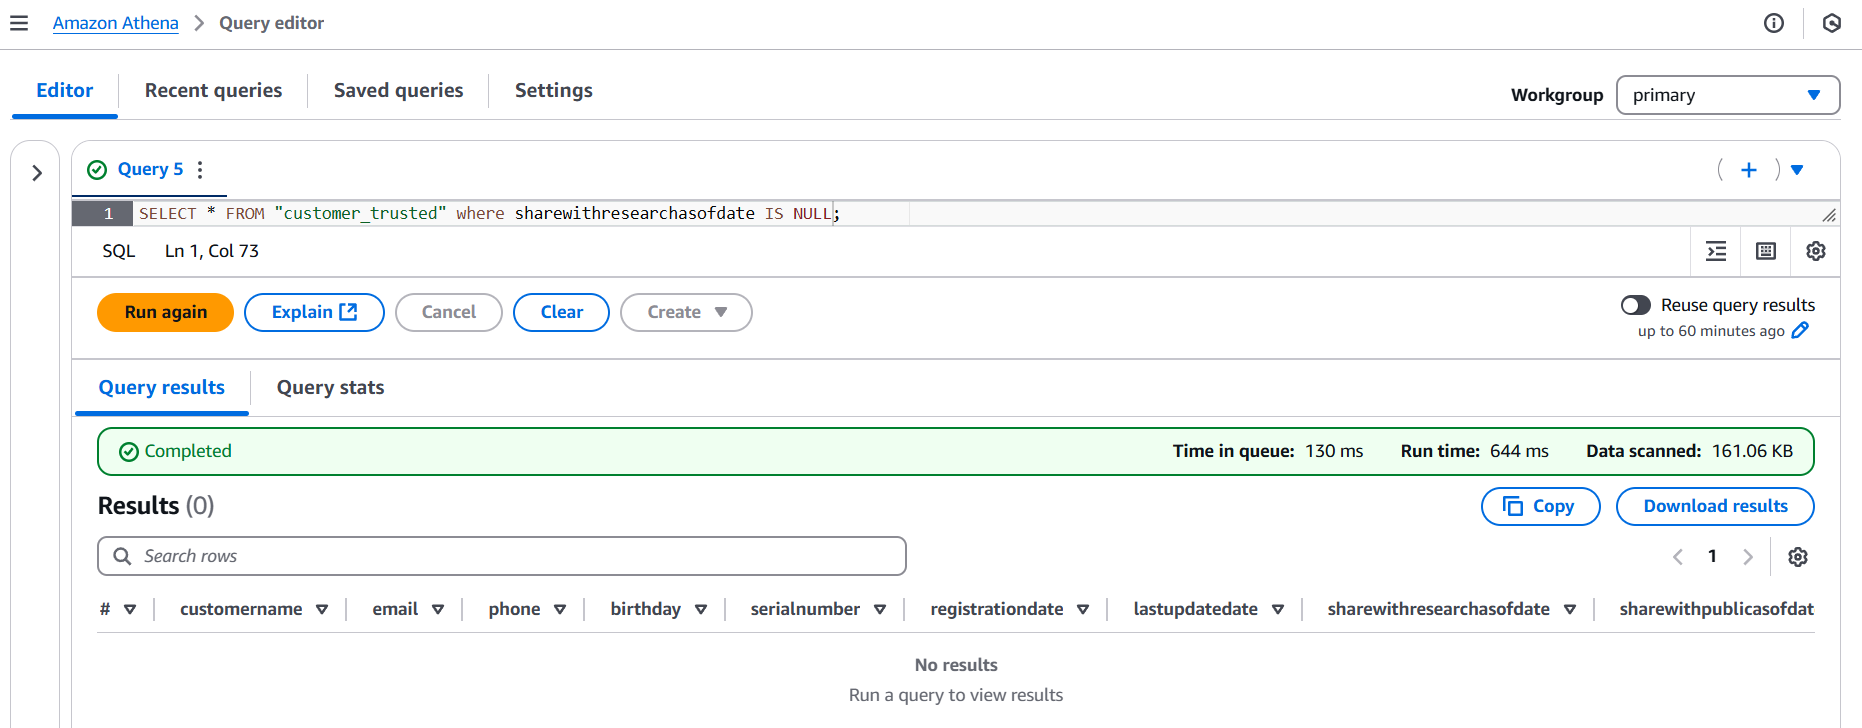 Amazon Athena > Query editor
Editor Recent queries Saved queries Settings
Workgroup primary
Query 5
1 SELECT * FROM "customer_trusted" where sharewithresearchasofdate IS NULL;
SQL Ln 1, Col 73
Run again Explain Cancel Clear Create
Reuse query results
up to 60 minutes ago
Query results Query stats
Completed Time in queue: 130 ms Run time: 644 ms Data scanned: 161.06 KB
Results (0) Copy Download results
Search rows 1
# customername email phone birthday serialnumber registrationdate lastupdatedate sharewithresearchasofdate sharewithpublicasofdat
No results
Run a query to view results